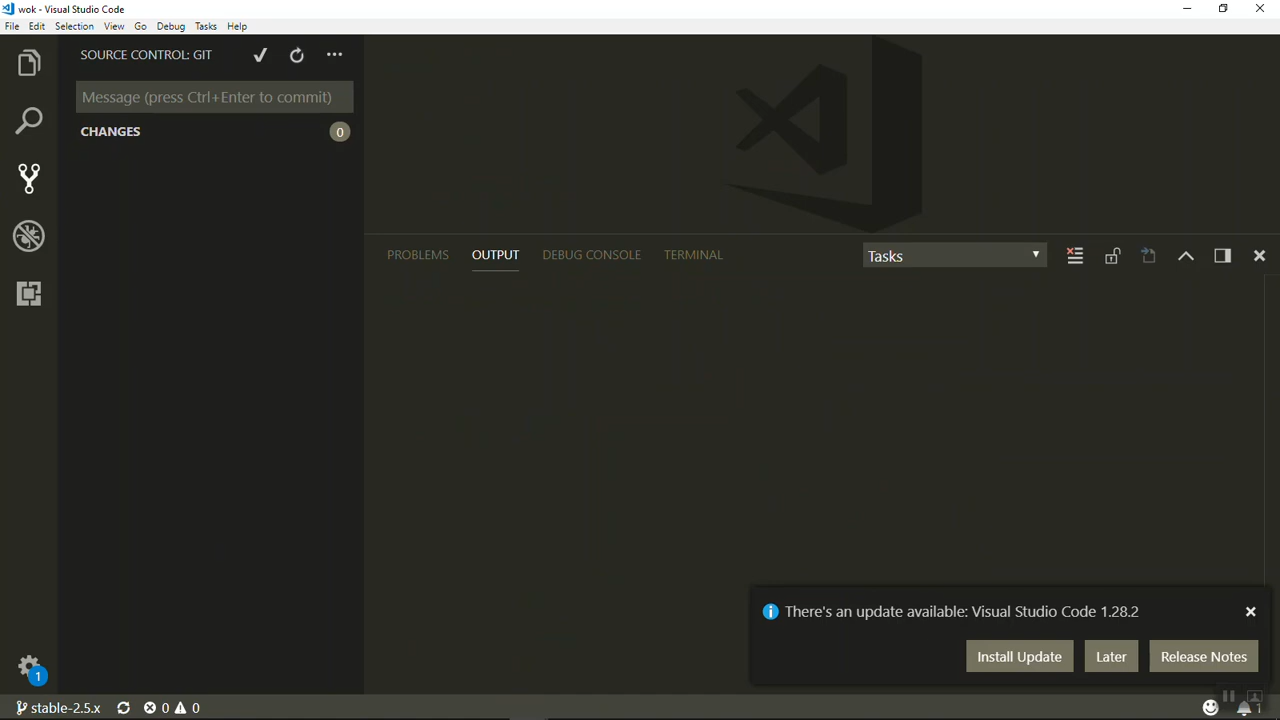 wok - Visual Studio Code
File Edit Selection View Go Debug Tasks Help
SOURCE CONTROL: GIT
Message (press Ctrl+Enter to commit)
CHANGES 0
PROBLEMS OUTPUT DEBUG CONSOLE TERMINAL Tasks
There's an update available: Visual Studio Code 1.28.2
Install Update Later Release Notes
1
stable-2.5.x 0 0 1